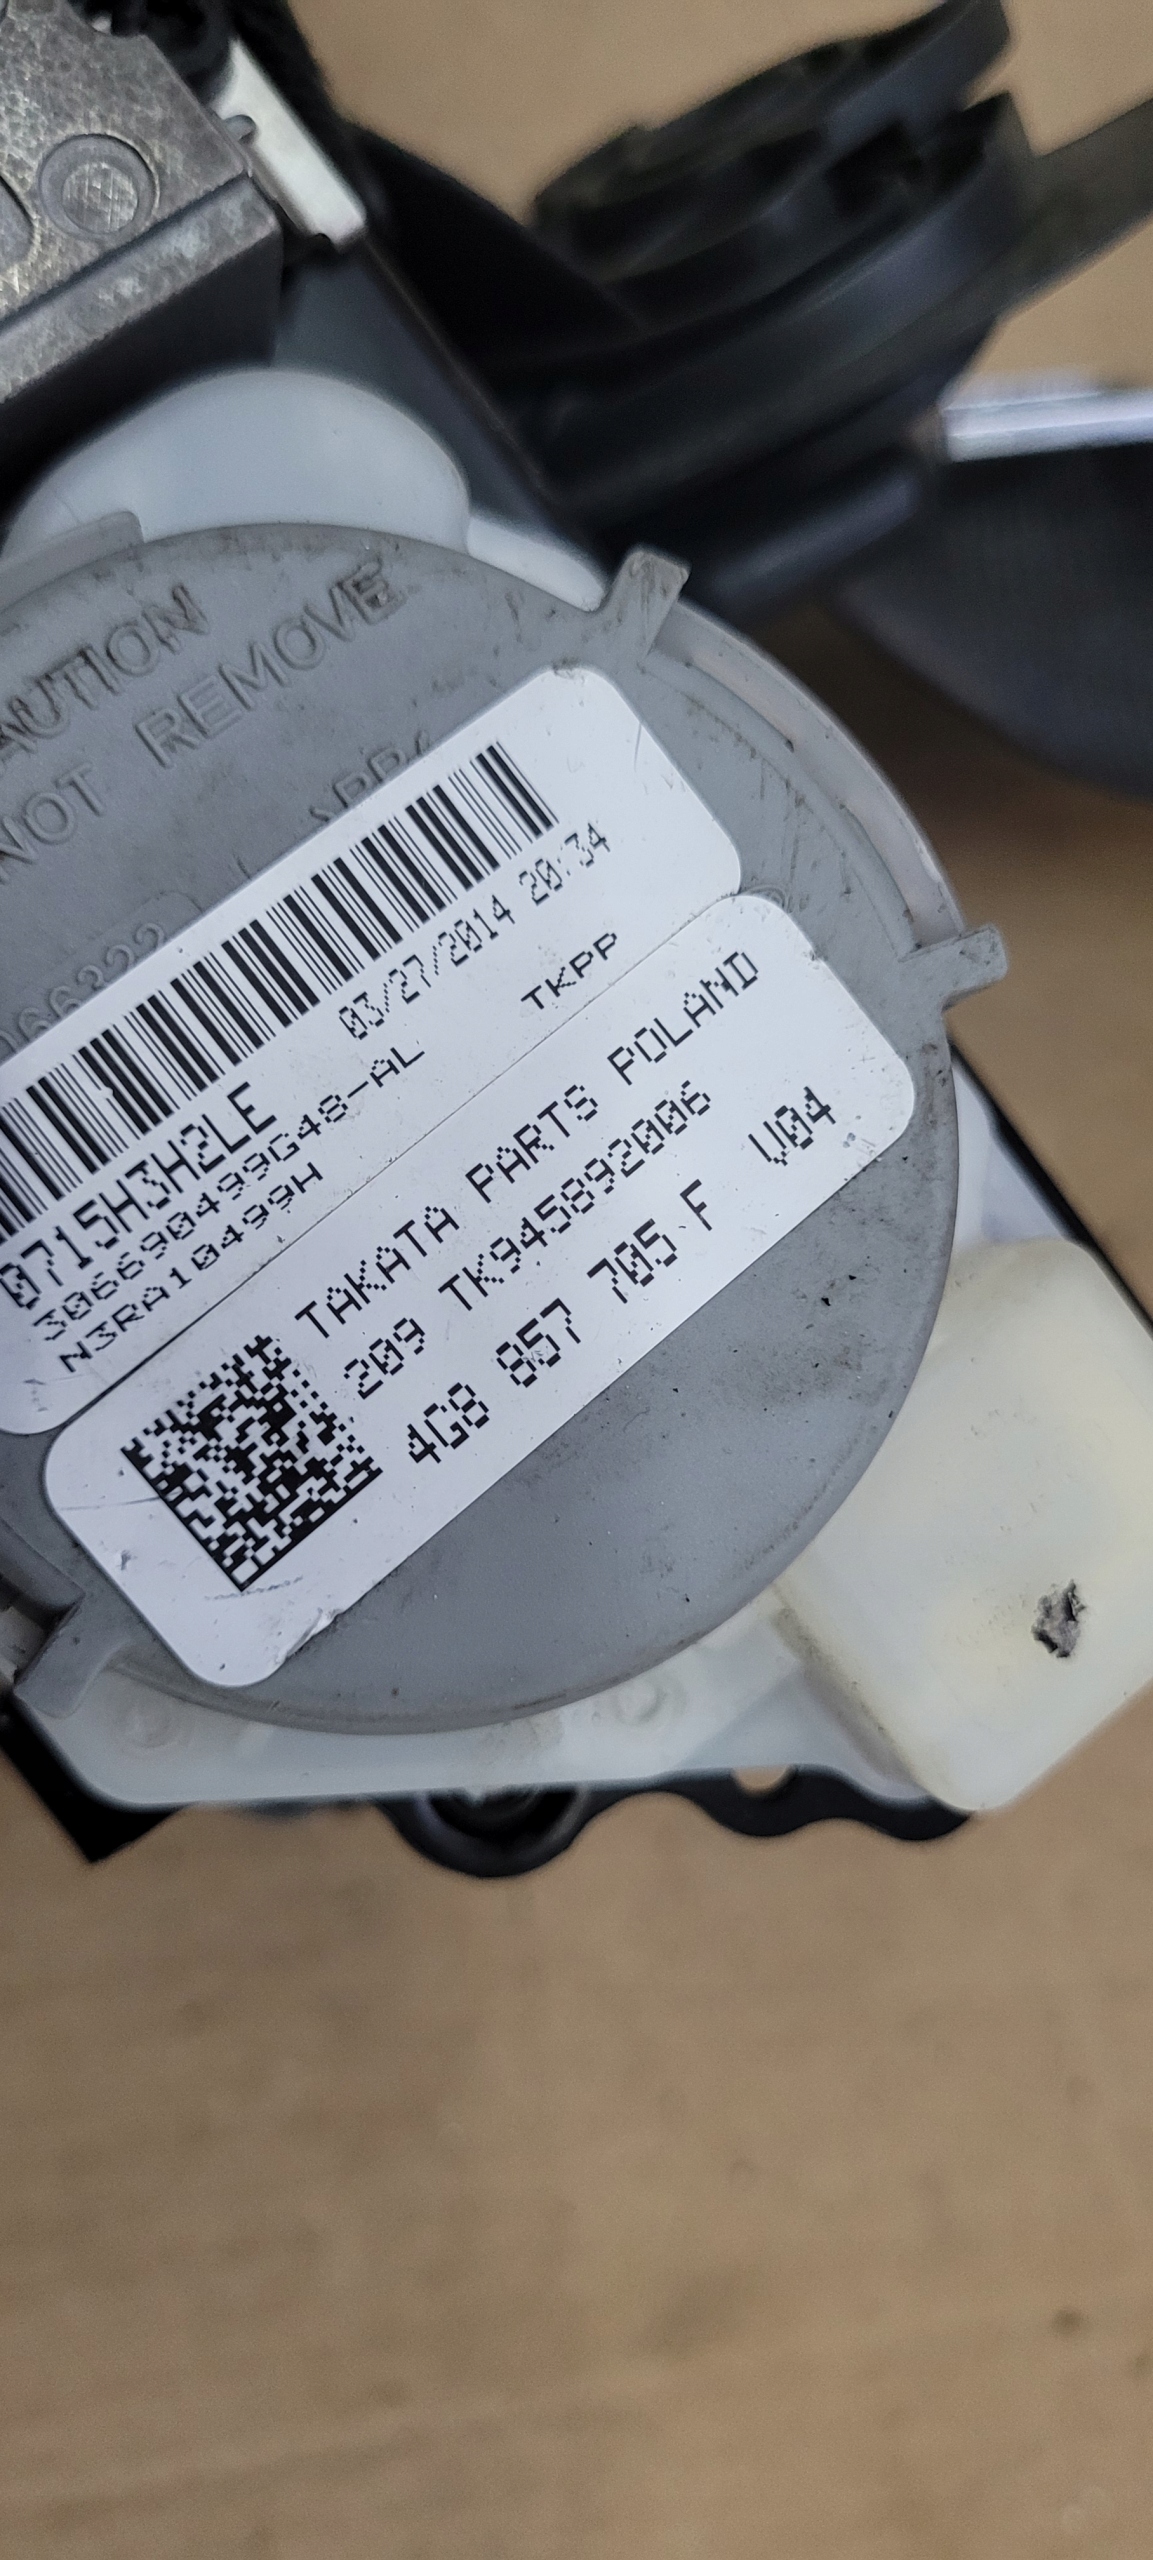 AUTION
NOT REMOVE
03/27/2014 20:34
0715H3H2LE
TKPP
306690499G48-AL
N3RA10499H
TAKATA PARTS POLAND
209 TK945892006
4G8 857 705 F V04